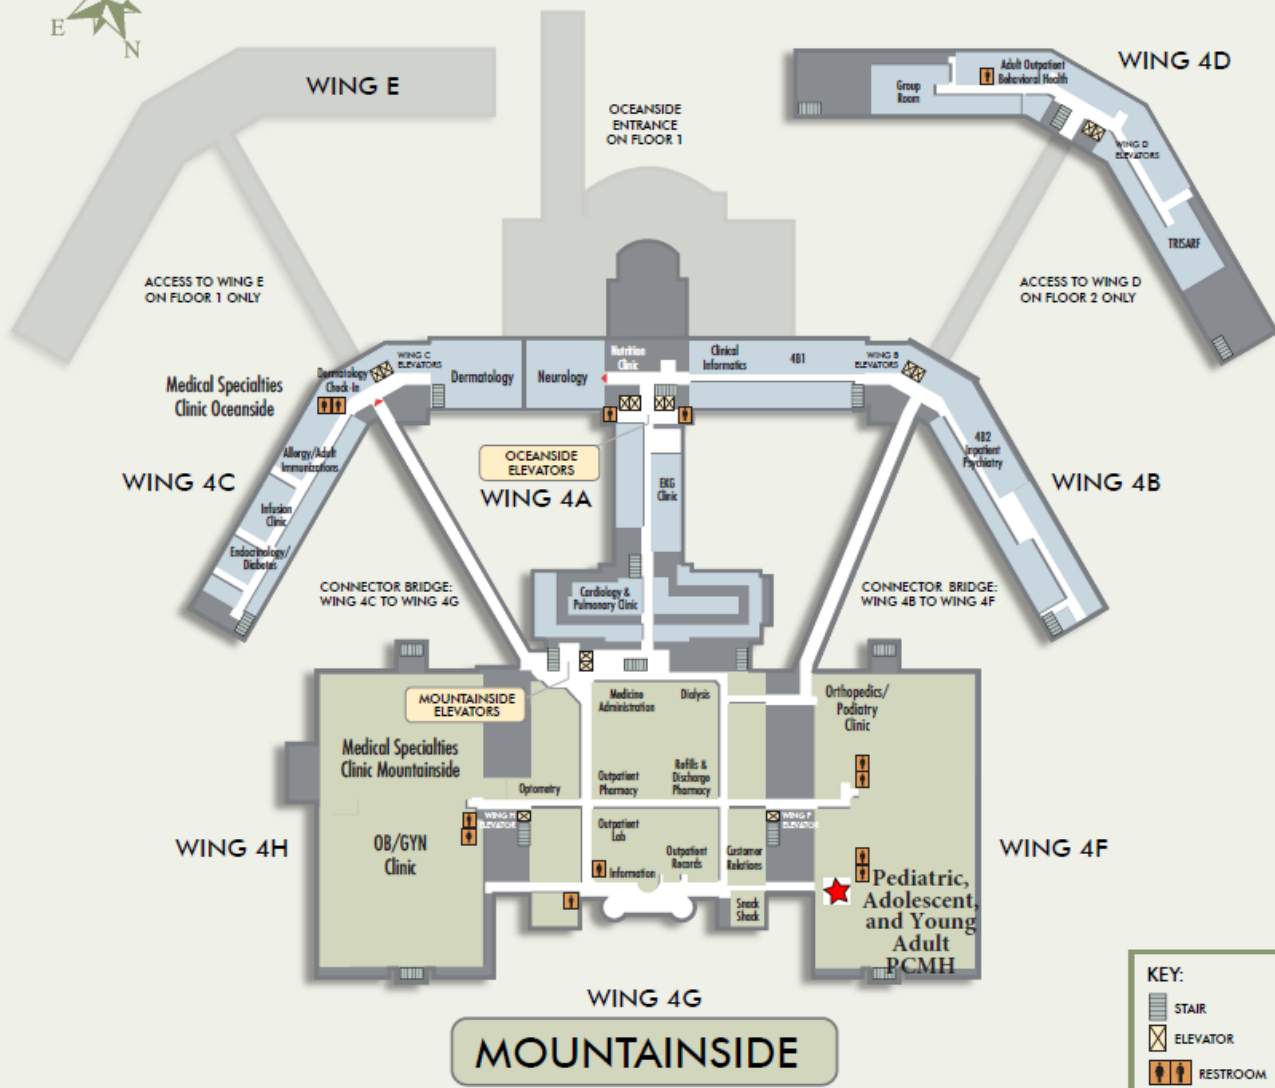 E
N
WING E
OCEANSIDE
ENTRANCE
ON FLOOR 1
WING 4D
Adult Outpatient
Behavioral Health
Group
Room
WING D
ELEVATORS
TRISARF
ACCESS TO WING E
ON FLOOR 1 ONLY
ACCESS TO WING D
ON FLOOR 2 ONLY
WING C
ELEVATORS
Dermatology
Check-In
Medical Specialties
Clinic Oceanside
Dermatology
Neurology
Nutrition
Clinic
Clinical
Informatics
4B1
WING B
ELEVATORS
OCEANSIDE
ELEVATORS
WING 4A
EKG
Clinic
4B2
Inpatient
Psychiatry
WING 4B
WING 4C
Allergy/Adult
Immunizations
Infusion
Clinic
Endocrinology/
Diabetes
CONNECTOR BRIDGE:
WING 4C TO WING 4G
Cardiology &
Pulmonary Clinic
CONNECTOR BRIDGE:
WING 4B TO WING 4F
MOUNTAINSIDE
ELEVATORS
Medicine
Administration
Dialysis
Orthopedics/
Podiatry
Clinic
Medical Specialties
Clinic Mountainside
Optometry
Outpatient
Pharmacy
Refills &
Discharge
Pharmacy
WING H
ELEVATOR
WING F
ELEVATOR
WING 4H
OB/GYN
Clinic
Outpatient
Lab
Information
Outpatient
Records
Customer
Relations
Snack
Shack
WING 4F
Pediatric,
Adolescent,
and Young
Adult
PCMH
WING 4G
MOUNTAINSIDE
KEY:
STAIR
ELEVATOR
RESTROOM